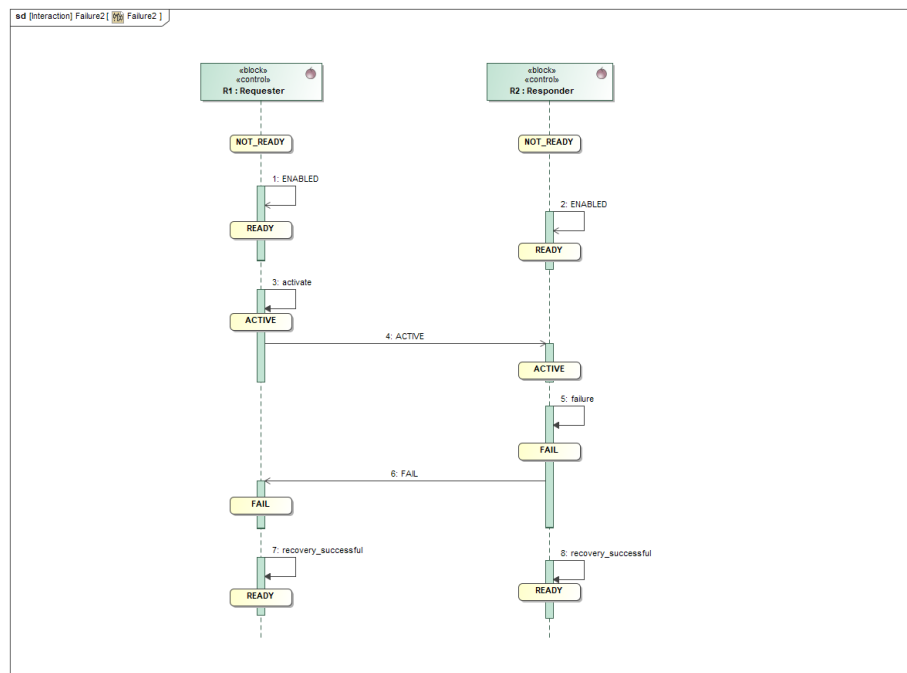 sd [Interaction] Failure2 [ Failure2 ]
«block»
«control»
R1 : Requester
«block»
«control»
R2 : Responder
NOT_READY
NOT_READY
1: ENABLED
2: ENABLED
READY
READY
3: activate
ACTIVE
4: ACTIVE
ACTIVE
5: failure
FAIL
6: FAIL
FAIL
7: recovery_successful
8: recovery_successful
READY
READY